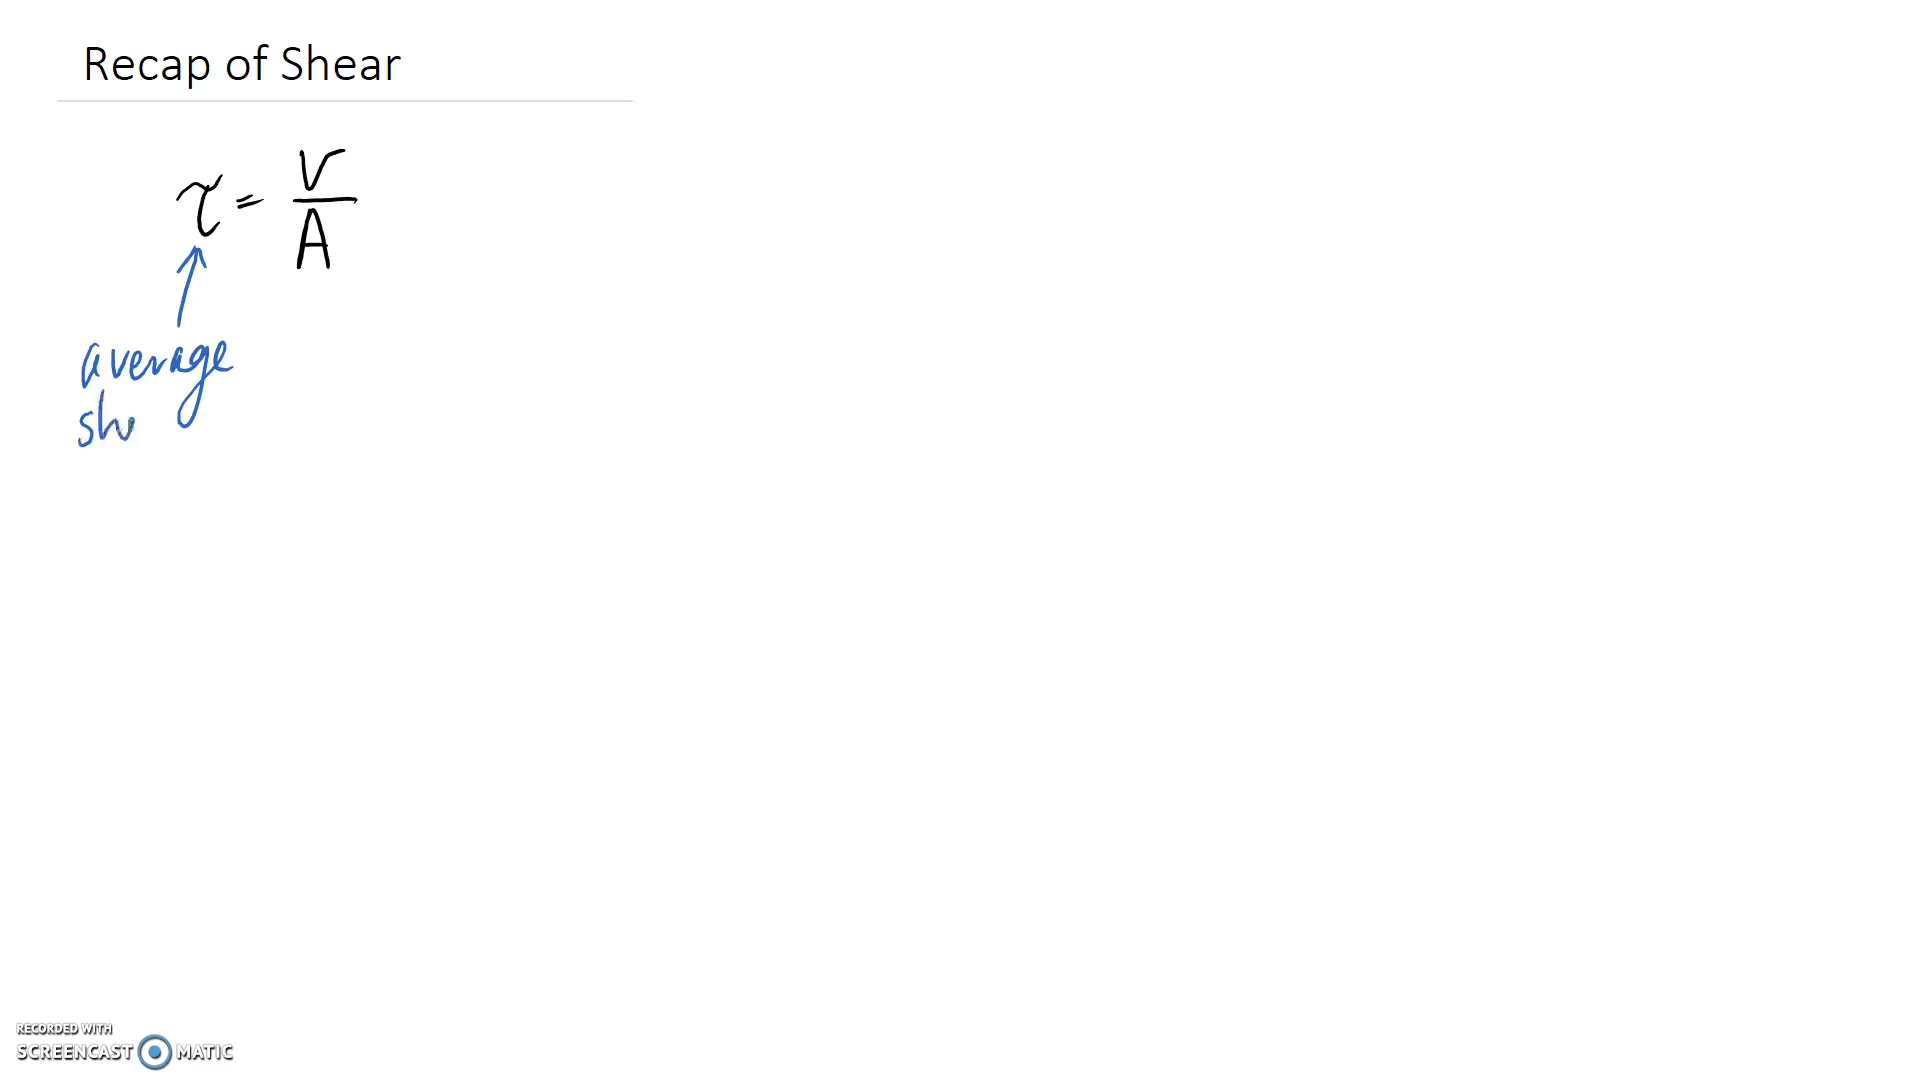 Recap of Shear
τ = V/A
average
sh
RECORDED WITH
SCREENCAST MATIC